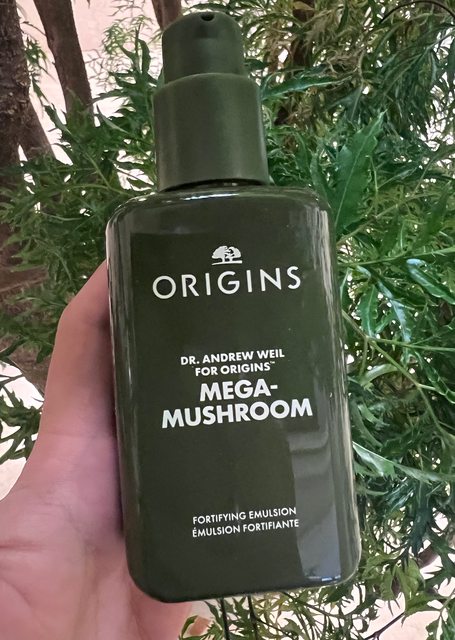 ORIGINS
DR. ANDREW WEIL
FOR ORIGINS™
MEGA-
MUSHROOM
FORTIFYING EMULSION
ÉMULSION FORTIFIANTE